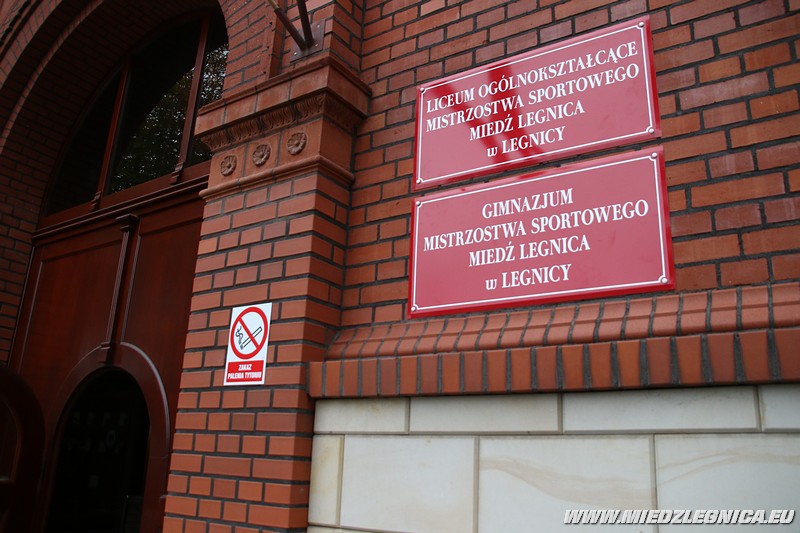 LICEUM OGÓLNOKSZTAŁCĄCE
MISTRZOSTWA SPORTOWEGO
MIEDŹ LEGNICA
w LEGNICY
GIMNAZJUM
MISTRZOSTWA SPORTOWEGO
MIEDŹ LEGNICA
w LEGNICY
ZAKAZ
PALENIA TYTONIU
WWW.MIEDZLEGNICA.EU